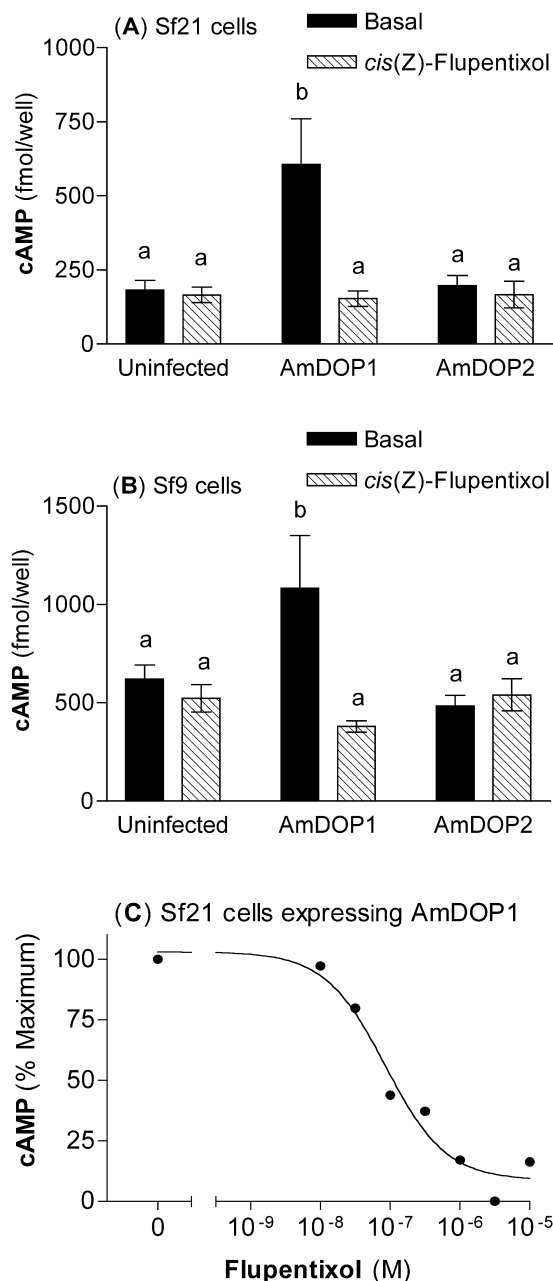 (A) Sf21 cells
Basal
cis(Z)-Flupentixol
cAMP (fmol/well)
1000
750
500
250
0
a
a
b
a
a
a
Uninfected
AmDOP1
AmDOP2
Basal
cis(Z)-Flupentixol
(B) Sf9 cells
cAMP (fmol/well)
1500
1000
500
0
a
a
b
a
a
a
Uninfected
AmDOP1
AmDOP2
(C) Sf21 cells expressing AmDOP1
cAMP (% Maximum)
100
75
50
25
0
0
10⁻⁹
10⁻⁸
10⁻⁷
10⁻⁶
10⁻⁵
Flupentixol (M)